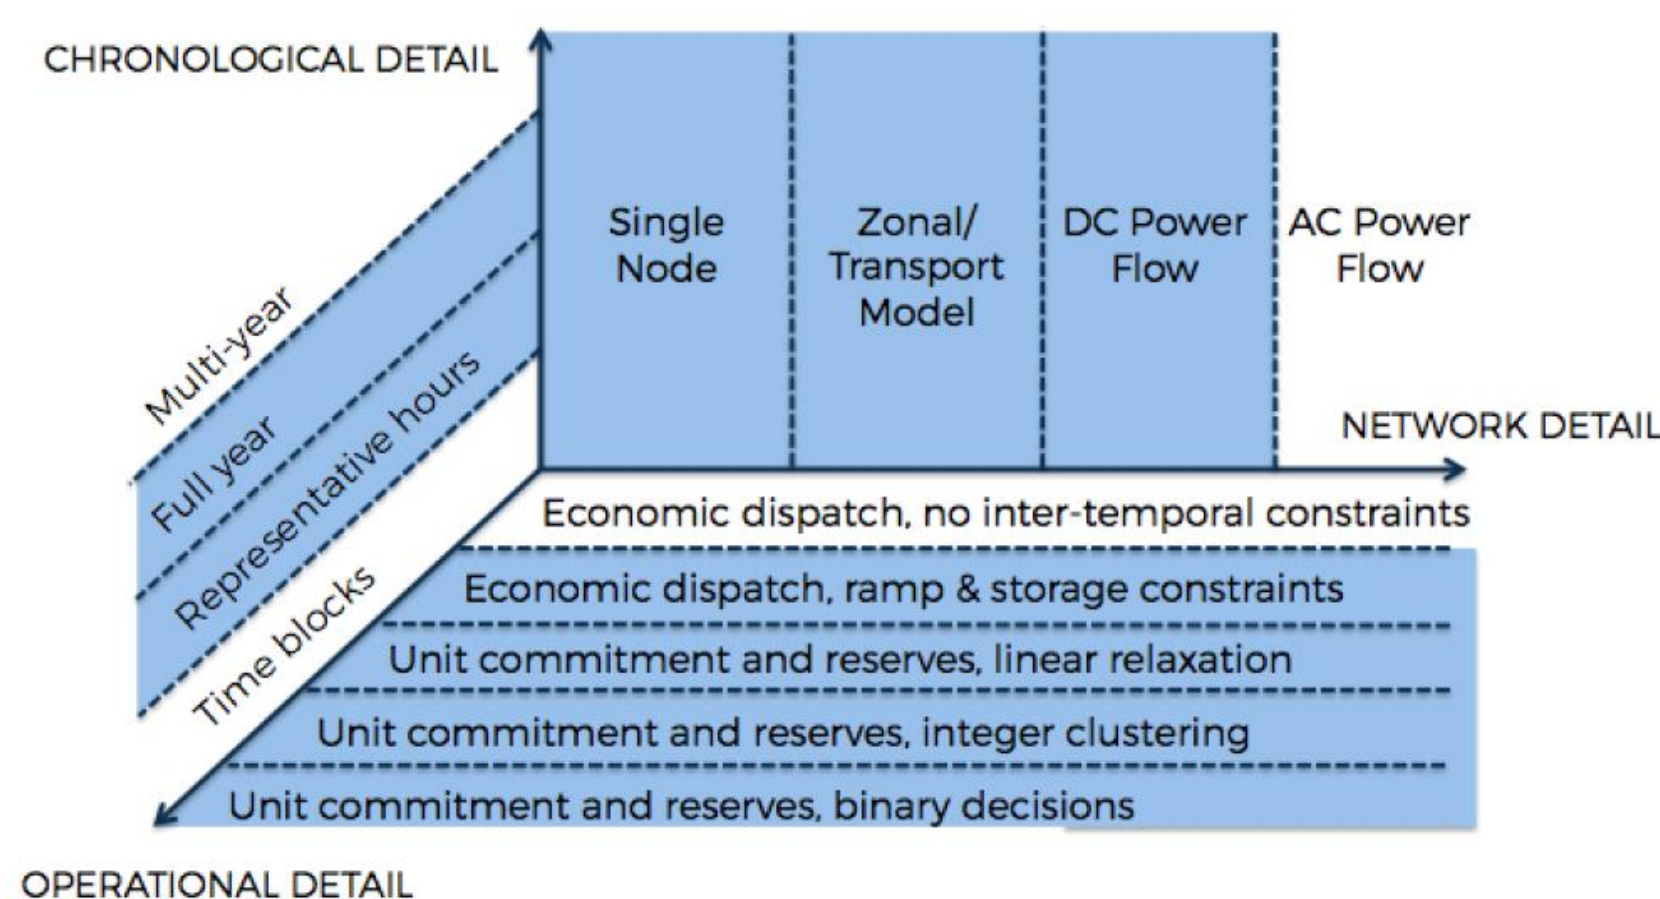 CHRONOLOGICAL DETAIL
Single
Node
Zonal/
Transport
Model
DC Power
Flow
AC Power
Flow
Multi-year
Full year
Representative hours
Time blocks
NETWORK DETAIL
Economic dispatch, no inter-temporal constraints
Economic dispatch, ramp & storage constraints
Unit commitment and reserves, linear relaxation
Unit commitment and reserves, integer clustering
Unit commitment and reserves, binary decisions
OPERATIONAL DETAIL